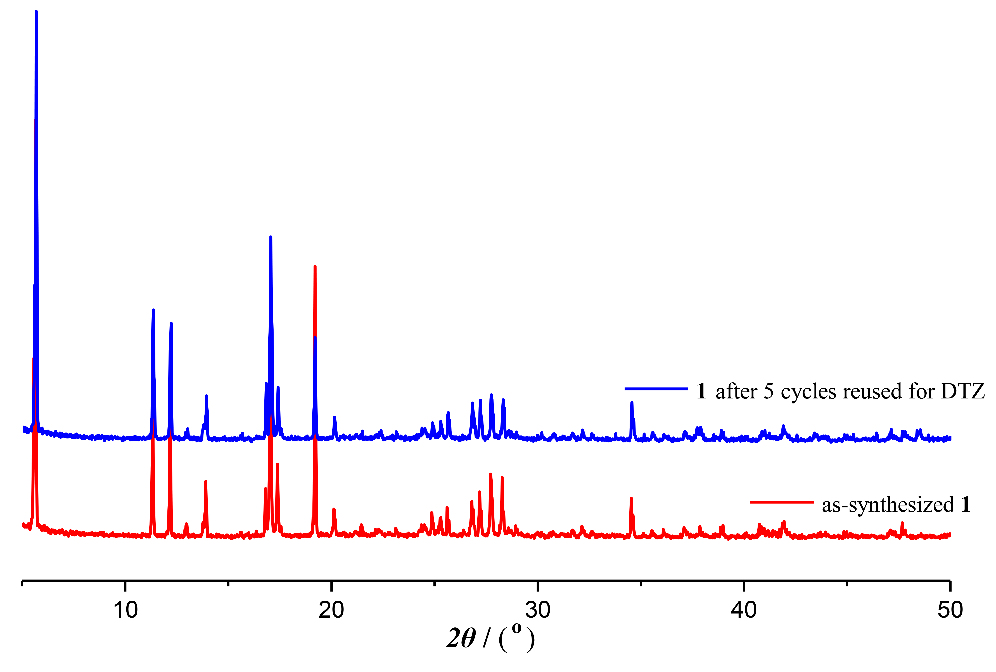 1 after 5 cycles reused for DTZ
as-synthesized 1
10 20 30 40 50
2θ / (°)